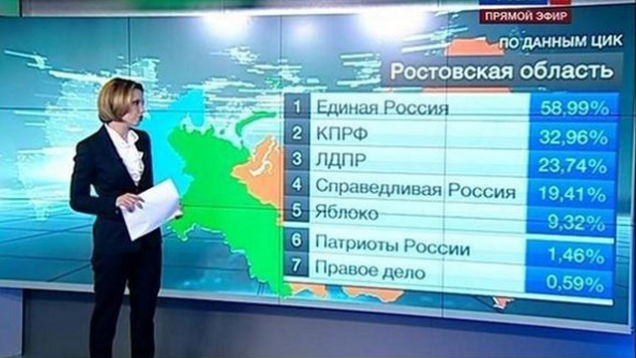 ПРЯМОЙ ЭФИР
ПО ДАННЫМ ЦИК
Ростовская область
1 Единая Россия 58,99%
2 КПРФ 32,96%
3 ЛДПР 23,74%
4 Справедливая Россия 19,41%
5 Яблоко 9,32%
6 Патриоты России 1,46%
7 Правое дело 0,59%